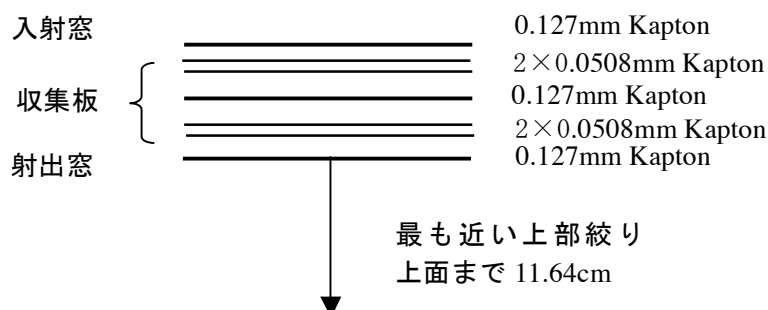 入射窓
0.127mm Kapton
2×0.0508mm Kapton
収集板
0.127mm Kapton
2×0.0508mm Kapton
射出窓
0.127mm Kapton
最も近い上部絞り
上面まで 11.64cm